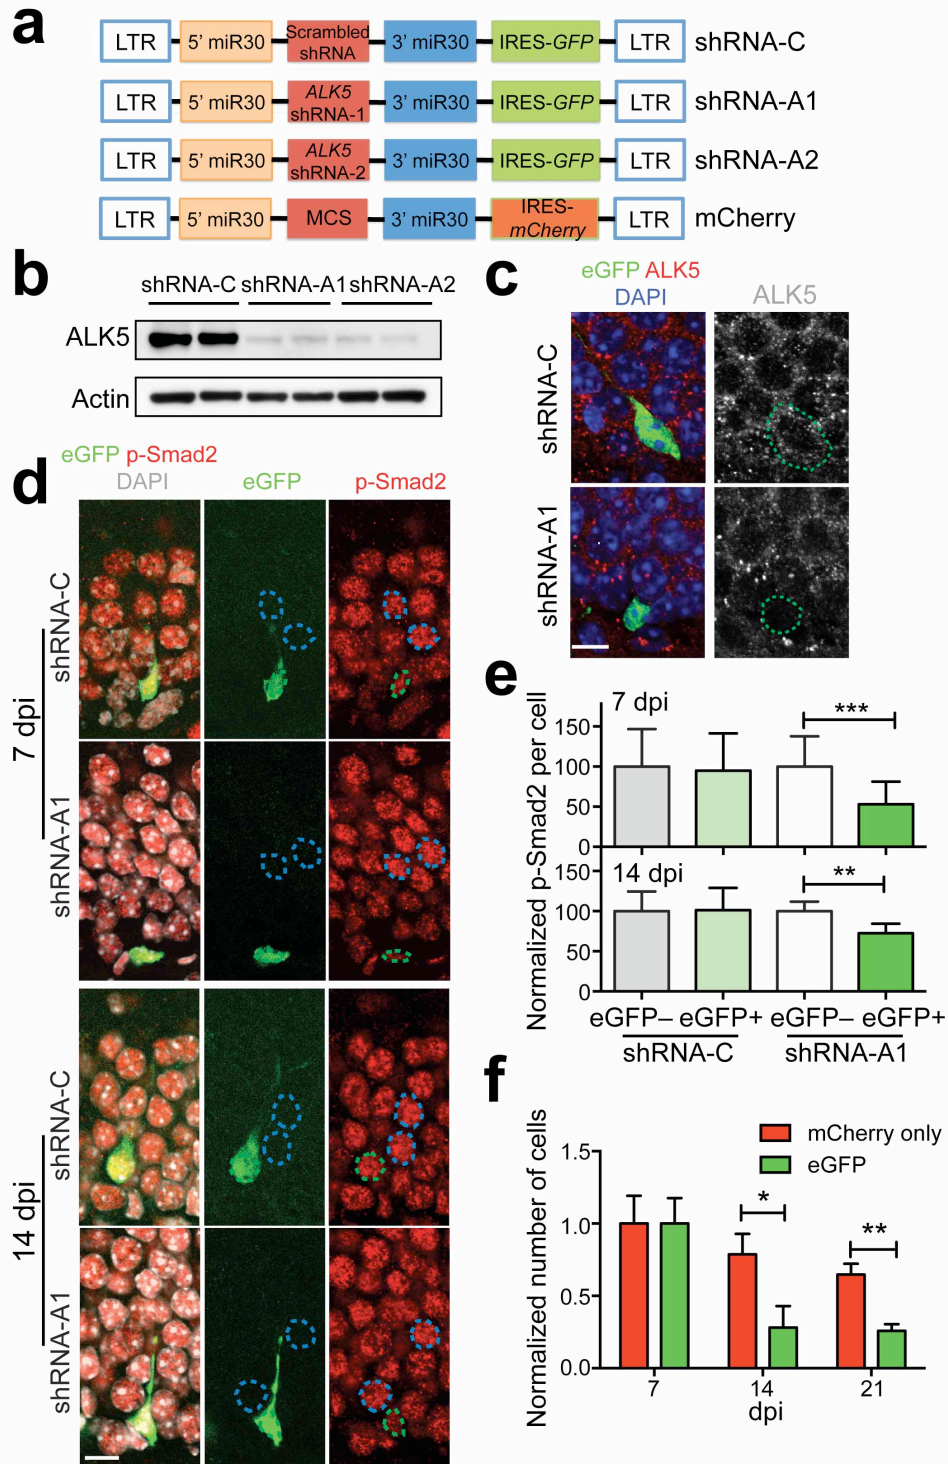 a
LTR 5’ miR30 Scrambled shRNA 3’ miR30 IRES-GFP LTR shRNA-C
LTR 5’ miR30 ALK5 shRNA-1 3’ miR30 IRES-GFP LTR shRNA-A1
LTR 5’ miR30 ALK5 shRNA-2 3’ miR30 IRES-GFP LTR shRNA-A2
LTR 5’ miR30 MCS 3’ miR30 IRES-mCherry LTR mCherry
b
shRNA-C shRNA-A1 shRNA-A2
ALK5
Actin
c
eGFP ALK5
DAPI
ALK5
shRNA-C
shRNA-A1
d
eGFP p-Smad2
DAPI
eGFP
p-Smad2
7 dpi
shRNA-C
shRNA-A1
14 dpi
shRNA-C
shRNA-A1
e
Normalized p-Smad2 per cell
7 dpi
***
150
100
50
0
14 dpi
**
150
100
50
0
eGFP– eGFP+ eGFP– eGFP+
shRNA-C shRNA-A1
f
Normalized number of cells
mCherry only
eGFP
1.5
1.0
0.5
0.0
*
**
7 14 21
dpi